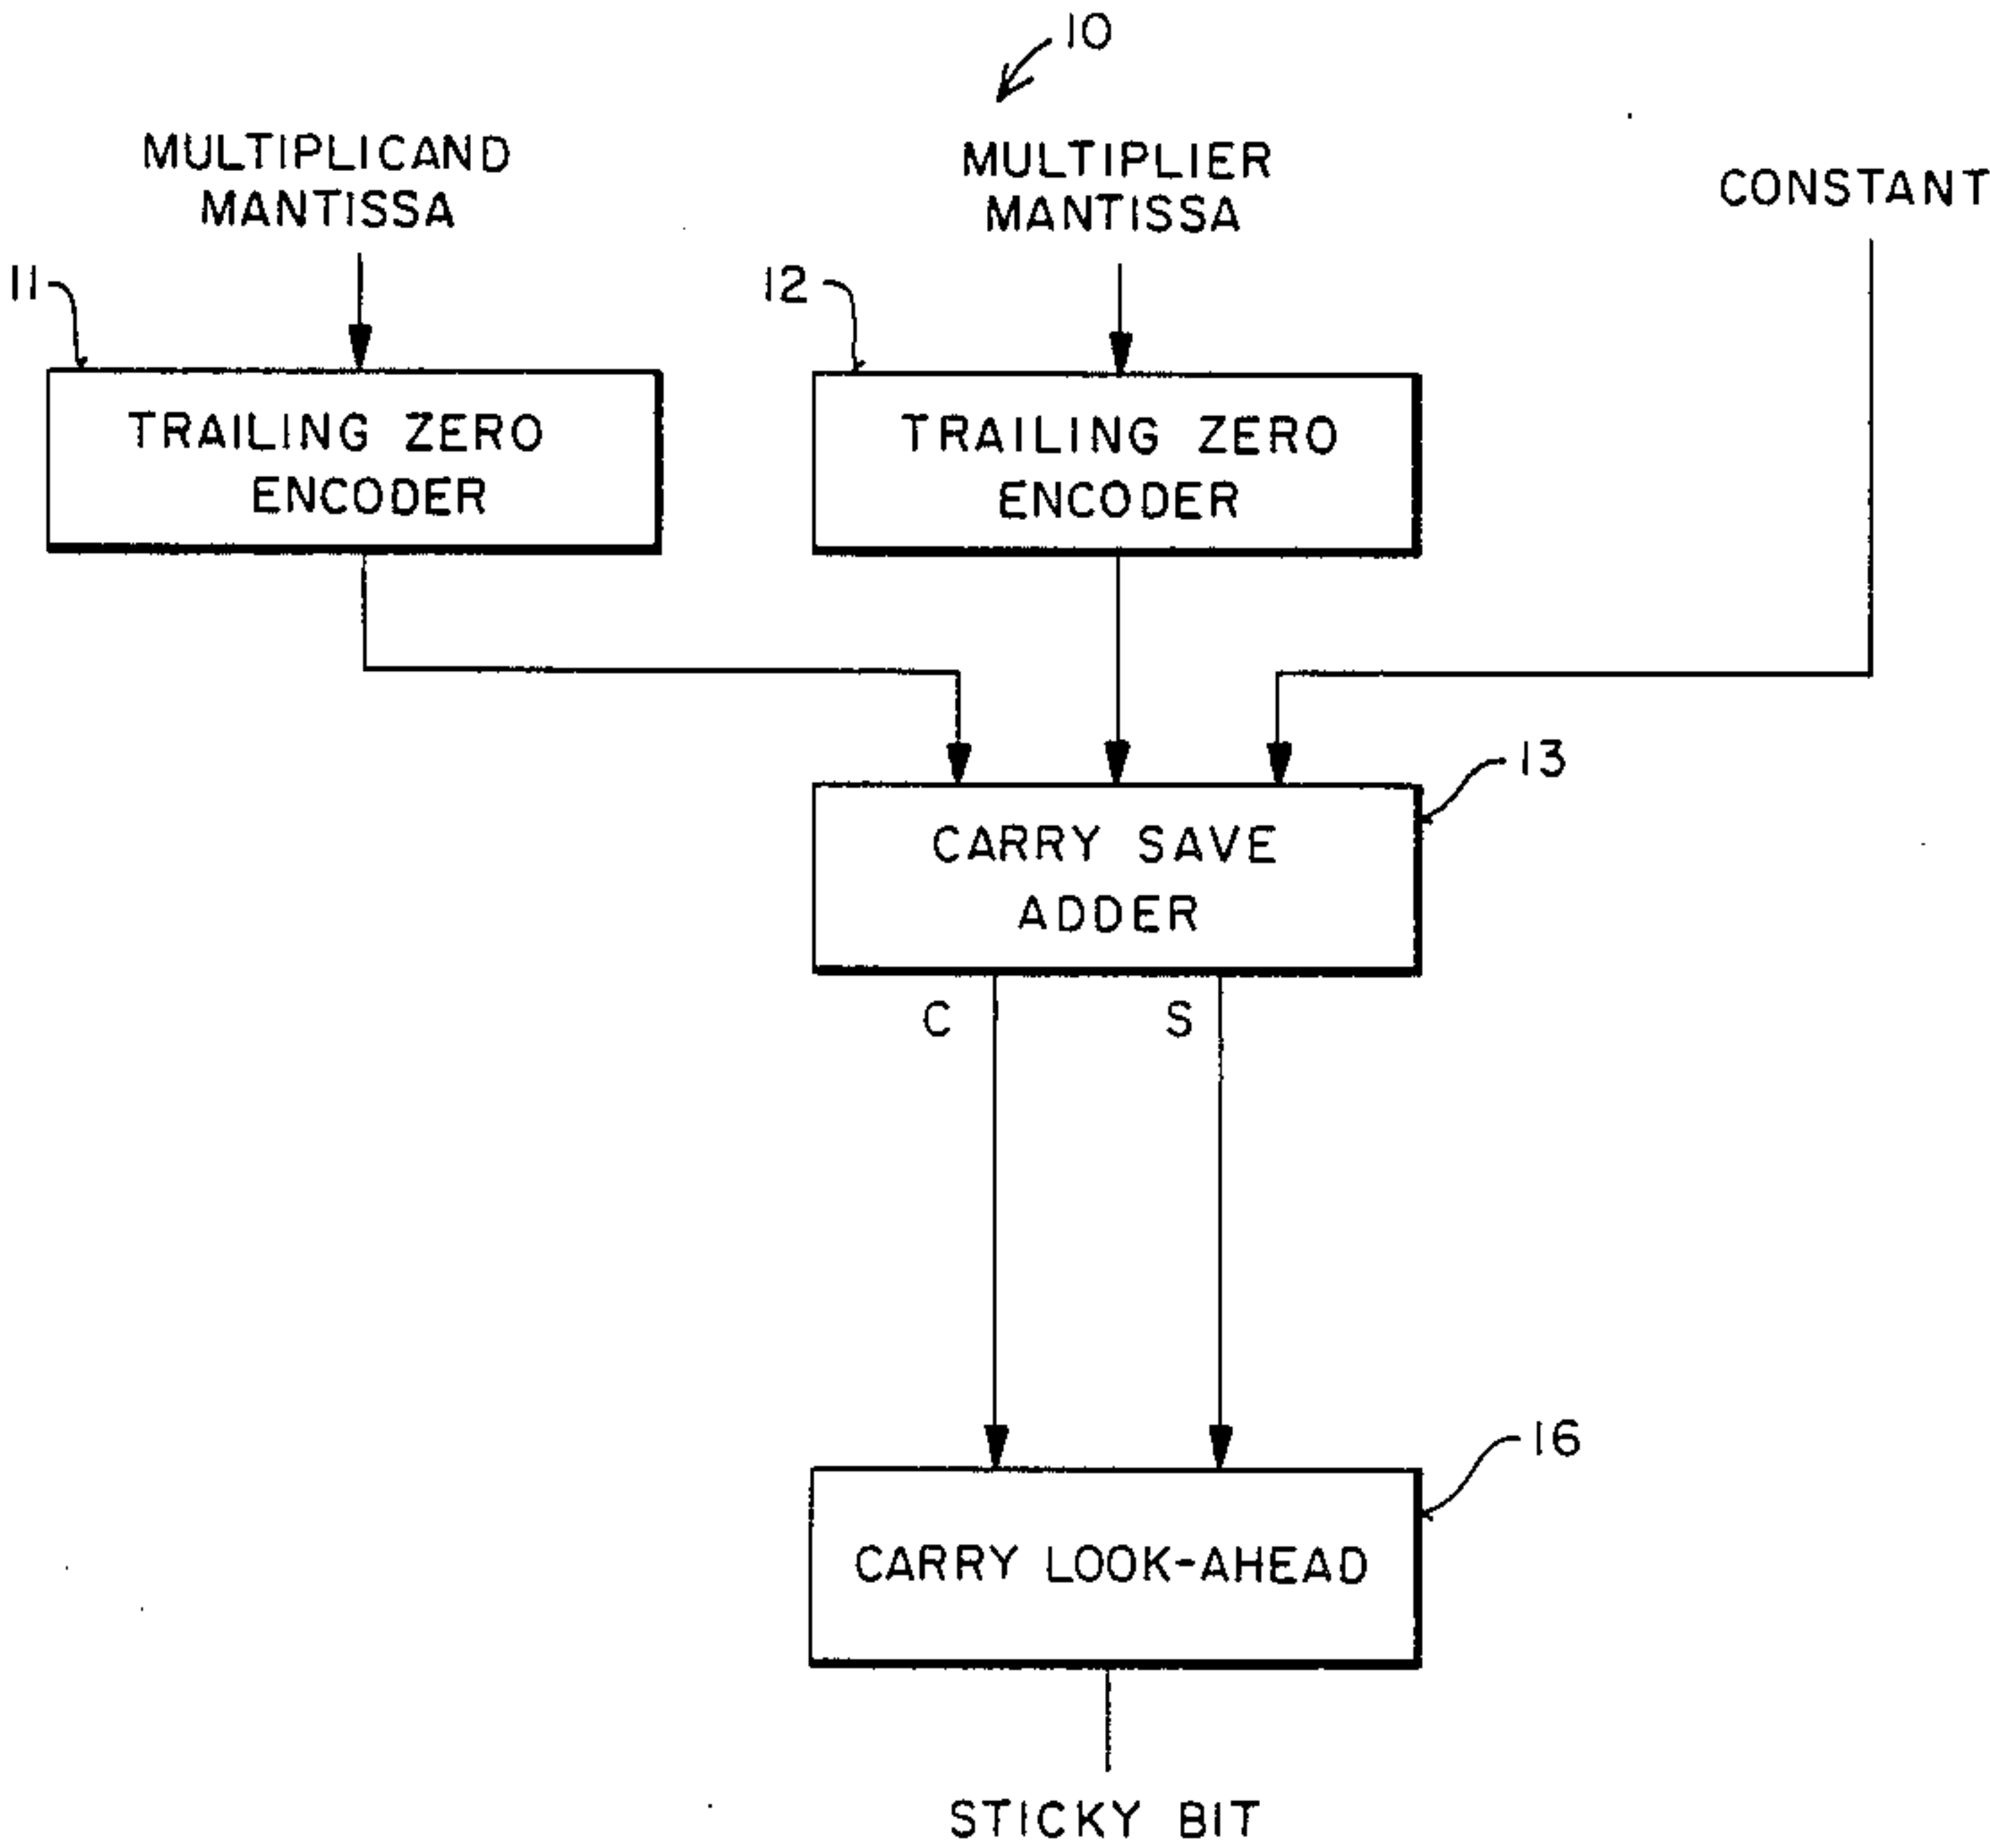 10
MULTIPLICAND
MANTISSA
MULTIPLIER
MANTISSA
CONSTANT
11
12
TRAILING ZERO
ENCODER
TRAILING ZERO
ENCODER
13
CARRY SAVE
ADDER
C
S
16
CARRY LOOK-AHEAD
STICKY BIT